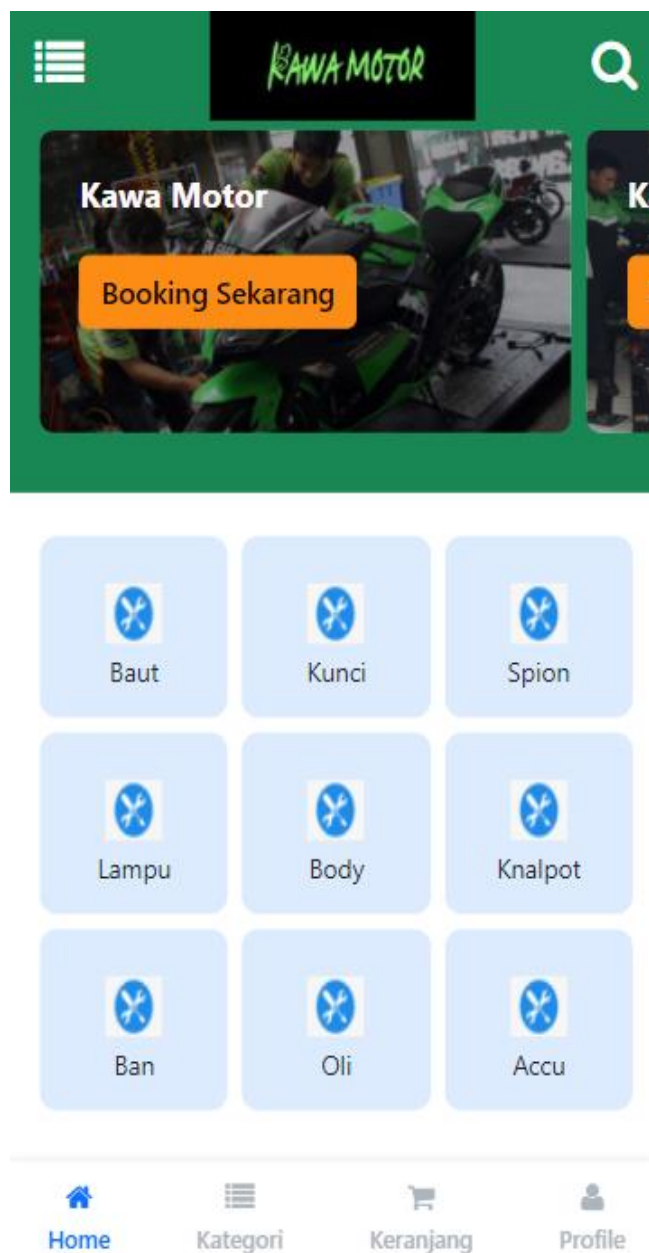 KAWA MOTOR
Kawa Motor
K
Booking Sekarang
Baut
Kunci
Spion
Lampu
Body
Knalpot
Ban
Oli
Accu
Home
Kategori
Keranjang
Profile